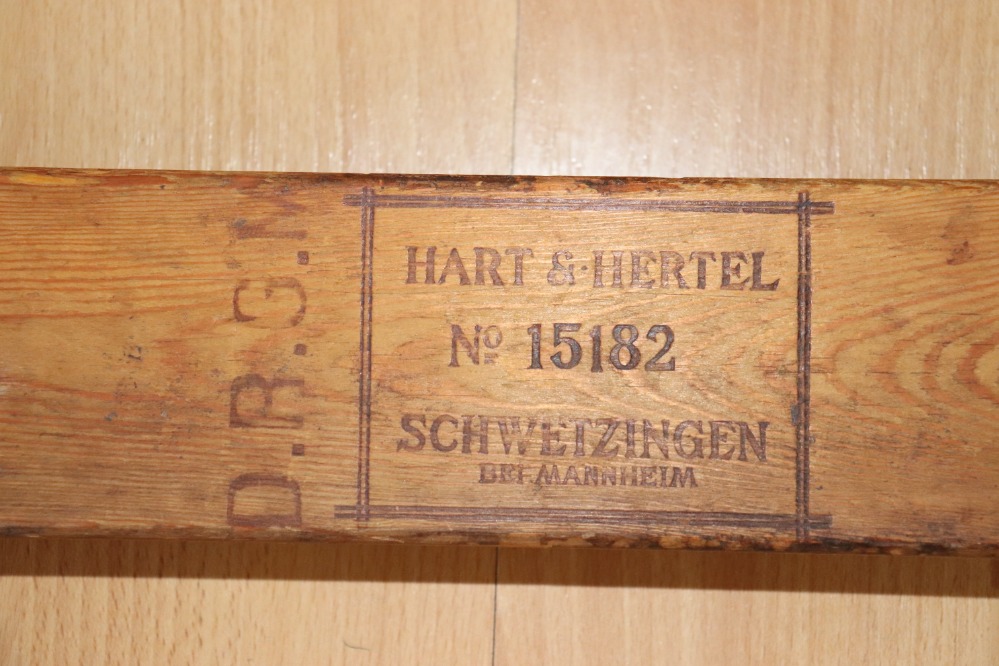 D.R.G.M
HART & HERTEL
No 15182
SCHWETZINGEN
BEI MANNHEIM